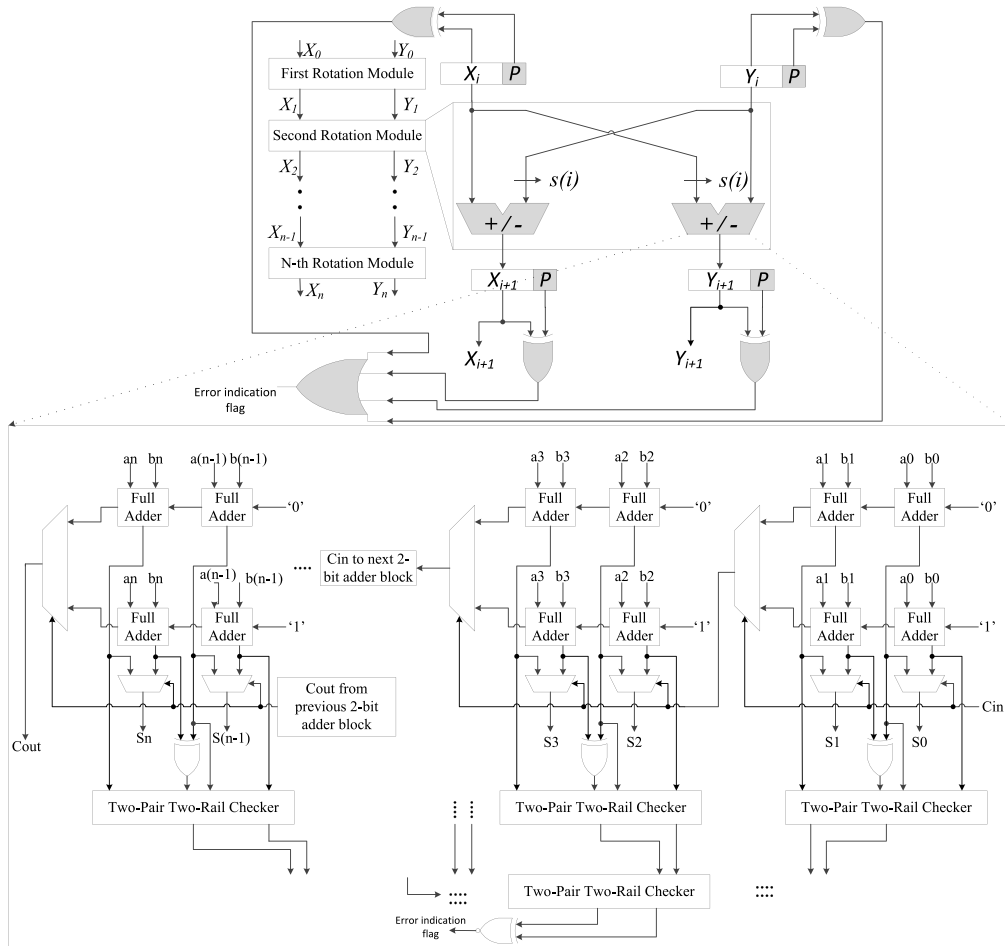 X0 Y0
First Rotation Module
X1 Y1
Second Rotation Module
X2 Y2
Xn-1 Yn-1
N-th Rotation Module
Xn Yn
Xi P
Yi P
s(i)
s(i)
+ / -
+ / -
Xi+1 P
Yi+1 P
Xi+1
Yi+1
Error indication
flag
an bn a(n-1) b(n-1)
Full
Adder
Full
Adder
‘0’
an bn a(n-1) b(n-1)
Full
Adder
Full
Adder
‘1’
Cout from
previous 2-bit
adder block
Cout
Sn
S(n-1)
Two-Pair Two-Rail Checker
Cin to next 2-
bit adder block
a3 b3 a2 b2
Full
Adder
Full
Adder
‘0’
a3 b3 a2 b2
Full
Adder
Full
Adder
‘1’
S3
S2
Two-Pair Two-Rail Checker
a1 b1 a0 b0
Full
Adder
Full
Adder
‘0’
a1 b1 a0 b0
Full
Adder
Full
Adder
‘1’
Cin
S1
S0
Two-Pair Two-Rail Checker
Two-Pair Two-Rail Checker
Error indication
flag